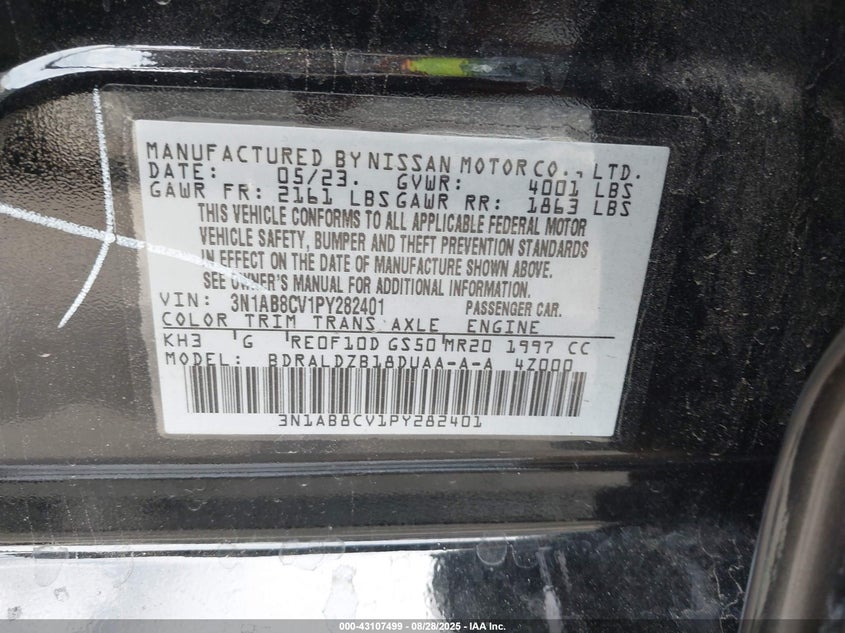 MANUFACTURED BY NISSAN MOTOR CO., LTD.
DATE: 05/23. GVWR: 4001 LBS
GAWR FR: 2161 LBS GAWR RR: 1863 LBS
THIS VEHICLE CONFORMS TO ALL APPLICABLE FEDERAL MOTOR
VEHICLE SAFETY, BUMPER AND THEFT PREVENTION STANDARDS
IN EFFECT ON THE DATE OF MANUFACTURE SHOWN ABOVE.
SEE OWNER'S MANUAL FOR ADDITIONAL INFORMATION.
VIN: 3N1AB8CV1PY282401 PASSENGER CAR.
COLOR TRIM TRANS AXLE ENGINE
KH3 G RE0F10D GS50 MR20 1997 CC
MODEL: BDRALDZB18DUAA-A-A 4Z000
3N1AB8CV1PY282401
000-43107499 - 08/28/2025 - IAA Inc.